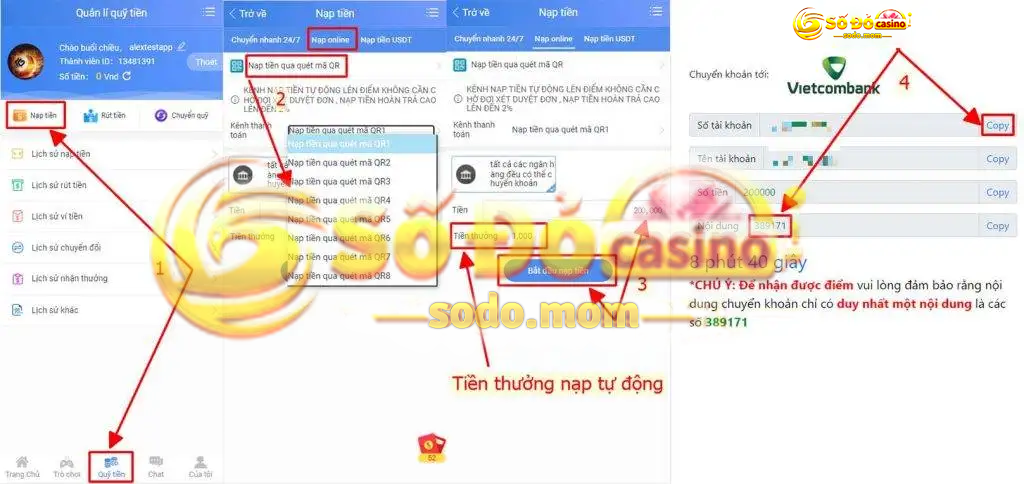 Quản lí quỹ tiền
Chào buổi chiều, alextestapp
Thành viên ID: 13481391
Thoát
Số tiền: 0 Vnd
Nạp tiền
Rút tiền
Chuyển quỹ
Lịch sử nạp tiền
Lịch sử rút tiền
Lịch sử ví tiền
Lịch sử chuyển đổi
Lịch sử nhận thưởng
Lịch sử khác
1
Trang Chủ
Trò chơi
Quỹ tiền
Chat
Của tôi
Trở về
Nạp tiền
Chuyển nhanh 24/7
Nạp online
Nạp tiền USDT
Nạp tiền qua quét mã QR
2
KÊNH NẠP TIỀN TỰ ĐỘNG LÊN ĐIỂM KHÔNG CẦN C
HỜ ĐỢI XÉT DUYỆT ĐƠN , NẠP TIỀN HOÀN TRẢ CAO
LÊN ĐẾN 2%
Kênh thanh
toán
Nạp tiền qua quét mã QR1
Nạp tiền qua quét mã QR1
Nạp tiền qua quét mã QR2
Nạp tiền qua quét mã QR3
Nạp tiền qua quét mã QR4
Nạp tiền qua quét mã QR5
Nạp tiền qua quét mã QR6
Nạp tiền qua quét mã QR7
Nạp tiền qua quét mã QR8
tất c
àng đ
huyể
Tiền
Tiền thưởng
Trở về
Nạp tiền
Chuyển nhanh 24/7
Nạp online
Nạp tiền USDT
Nạp tiền qua quét mã QR
KÊNH NẠP TIỀN TỰ ĐỘNG LÊN ĐIỂM KHÔNG CẦN C
HỜ ĐỢI XÉT DUYỆT ĐƠN , NẠP TIỀN HOÀN TRẢ CAO
LÊN ĐẾN 2%
Kênh thanh
toán
Nạp tiền qua quét mã QR1
tất cả các ngân h
àng đều có thể c
huyển khoản
Tiền
200,000
Tiền thưởng
1,000
Bắt đầu nạp tiền
3
Tiền thưởng nạp tự động
52
SỐ ĐỎ casino
sodo.mom
SỐ ĐỎ casino
sodo.mom
4
Chuyển khoản tới:
Vietcombank
Số tài khoản
Copy
Tên tài khoản
Copy
Số tiền
200000
Copy
Nội dung
389171
Copy
8 phút 40 giây
*CHÚ Ý: Để nhận được điểm vui lòng đảm bảo rằng nội
dung chuyển khoản chỉ có duy nhất một nội dung là các
số 389171